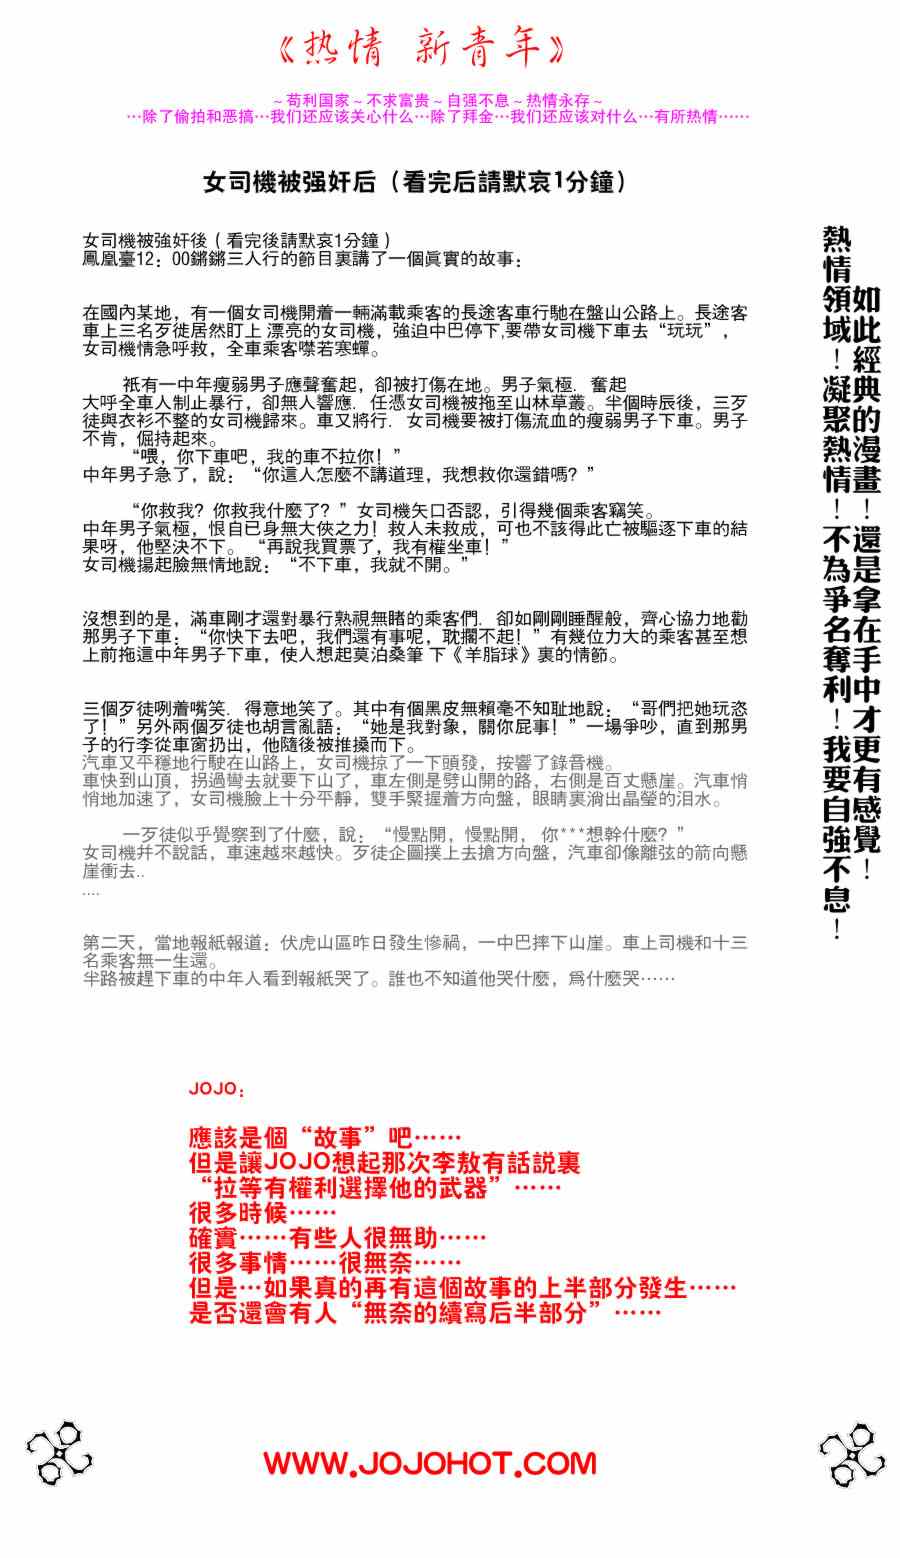 《热情 新青年》
～苟利国家～不求富贵～自强不息～热情永存～
…除了偷拍和恶搞…我们还应该关心什么…除了拜金…我们还应该对什么…有所热情……
女司機被强奸后（看完后請默哀1分鐘）
女司機被強奸後（看完後請默哀1分鐘）
鳳凰臺12：00鏘鏘三人行的節目裏講了一個眞實的故事：
在國內某地，有一個女司機開着一輛滿載乘客的長途客車行馳在盤山公路上。長途客
車上三名歹徒居然盯上 漂亮的女司機，強迫中巴停下,要帶女司機下車去“玩玩”，
女司機情急呼救，全車乘客噤若寒蟬。
祇有一中年瘦弱男子應聲奮起，卻被打傷在地。男子氣極．奮起
大呼全車人制止暴行，卻無人響應．任憑女司機被拖至山林草叢。半個時辰後，三歹
徒與衣衫不整的女司機歸來。車又將行．女司機要被打傷流血的瘦弱男子下車。男子
不肯，倔持起來。
“喂，你下車吧，我的車不拉你！”
中年男子急了，說：“你這人怎麼不講道理，我想救你還錯嗎？”
“你救我？你救我什麼了？”女司機矢口否認，引得幾個乘客竊笑。
中年男子氣極，恨自已身無大俠之力！救人未救成，可也不該得此亡被驅逐下車的結
果呀，他堅決不下。“再說我買票了，我有權坐車！”
女司機揚起臉無情地說：“不下車，我就不開。”
沒想到的是，滿車剛才還對暴行熟視無睹的乘客們．卻如剛剛睡醒般，齊心協力地勸
那男子下車：“你快下去吧，我們還有事呢，耽擱不起！”有幾位力大的乘客甚至想
上前拖這中年男子下車，使人想起莫泊桑筆 下《羊脂球》裏的情節。
三個歹徒咧着嘴笑．得意地笑了。其中有個黑皮無賴毫不知耻地說：“哥們把她玩恣
了！”另外兩個歹徒也胡言亂語：“她是我對象，關你屁事！”一場爭吵，直到那男
子的行李從車窗扔出，他隨後被推搡而下。
汽車又平穩地行駛在山路上，女司機掠了一下頭發，按響了錄音機。
車快到山頂，拐過彎去就要下山了，車左側是劈山開的路，右側是百丈懸崖。汽車悄
悄地加速了，女司機臉上十分平靜，雙手緊握着方向盤，眼睛裏淌出晶瑩的泪水。
一歹徒似乎覺察到了什麼，說：“慢點開，慢點開， 你***想幹什麼？”
女司機幷不說話，車速越來越快。歹徒企圖撲上去搶方向盤，汽車卻像離弦的箭向懸
崖衝去..
....
第二天，當地報紙報道：伏虎山區昨日發生慘禍，一中巴摔下山崖。車上司機和十三
名乘客無一生還。
半路被趕下車的中年人看到報紙哭了。誰也不知道他哭什麼，爲什麼哭……
熱情領域！凝聚熱情！不為爭名奪利！我要自強不息！
如此經典的漫畫！還是拿在手中才更有感覺！
JOJO：
應該是個“故事”吧……
但是讓JOJO想起那次李敖有話說裏
“拉等有權利選擇他的武器”……
很多時候……
確實……有些人很無助……
很多事情……很無奈……
但是…如果真的再有這個故事的上半部分發生……
是否還會有人“無奈的續寫后半部分”……
WWW.JOJOHOT.COM